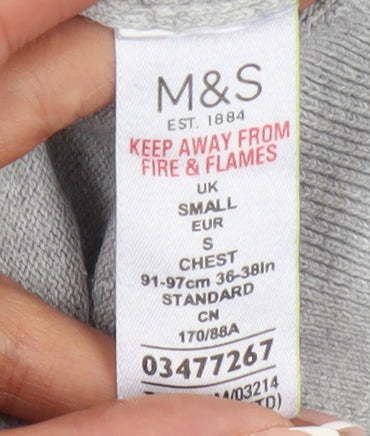 M&S
EST. 1884
KEEP AWAY FROM
FIRE & FLAMES
UK
SMALL
EUR
S
CHEST
91-97cm 36-38in
STANDARD
CN
170/88A
03477267
/03214